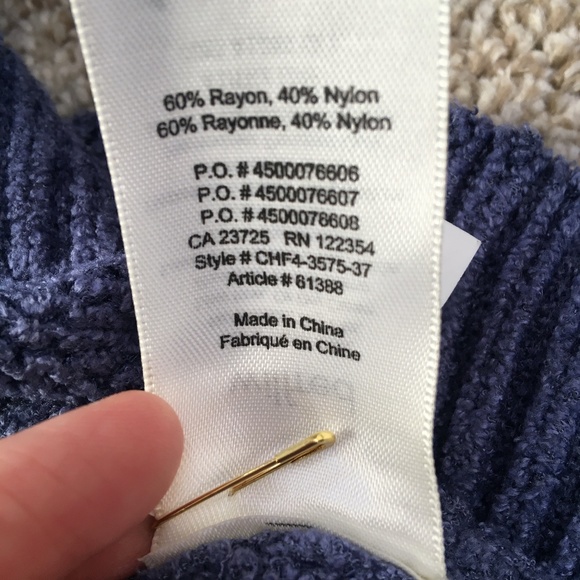 60% Rayon, 40% Nylon
60% Rayonne, 40% Nylon
P.O. # 4500076606
P.O. # 4500076607
P.O. # 4500076608
CA 23725 RN 122354
Style # CHF4-3575-37
Article # 61388
Made in China
Fabriqué en Chine